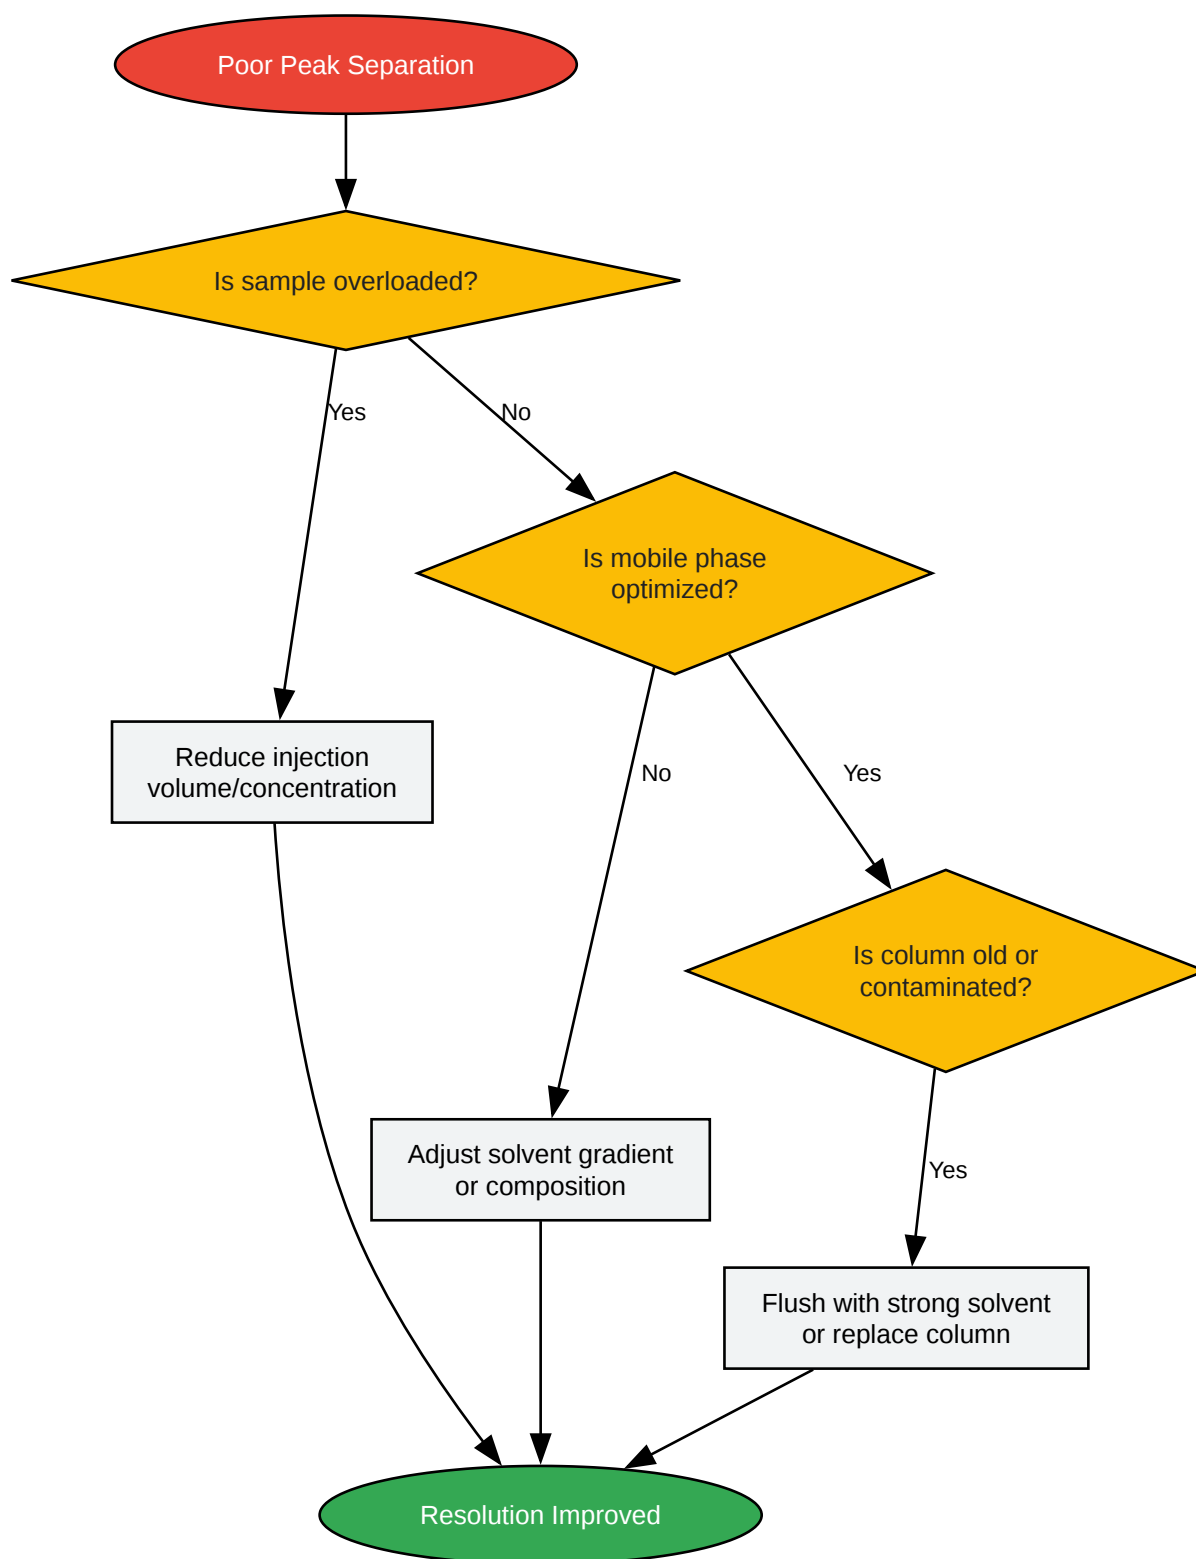 Poor Peak Separation
Is sample overloaded?
Yes
No
Is mobile phase
optimized?
Reduce injection
volume/concentration
No
Yes
Is column old or
contaminated?
Adjust solvent gradient
or composition
Yes
Flush with strong solvent
or replace column
Resolution Improved